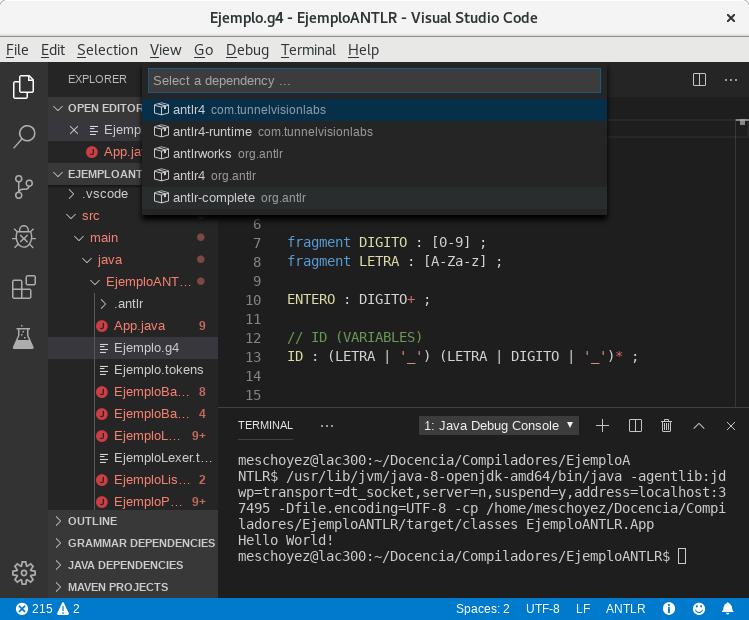 Ejemplo.g4 - EjemploANTLR - Visual Studio Code
File Edit Selection View Go Debug Terminal Help
EXPLORER
Select a dependency ...
antlr4 com.tunnelvisionlabs
antlr4-runtime com.tunnelvisionlabs
antlrworks org.antlr
antlr4 org.antlr
antlr-complete org.antlr
OPEN EDITOR
Ejemp
App.ja
EJEMPLOANT
.vscode
src
main
java
EjemploANT...
.antlr
App.java 9
Ejemplo.g4
Ejemplo.tokens
EjemploBa... 8
EjemploBa... 4
EjemploL... 9+
EjemploLexer.t...
EjemploLis... 2
EjemploP... 9+
OUTLINE
GRAMMAR DEPENDENCIES
JAVA DEPENDENCIES
MAVEN PROJECTS
6
7 fragment DIGITO : [0-9] ;
8 fragment LETRA : [A-Za-z] ;
9
10 ENTERO : DIGITO+ ;
11
12 // ID (VARIABLES)
13 ID : (LETRA | '_') (LETRA | DIGITO | '_')* ;
14
15
TERMINAL ... 1: Java Debug Console
meschoyez@lac300:~/Docencia/Compiladores/EjemploA
NTLR$ /usr/lib/jvm/java-8-openjdk-amd64/bin/java -agentlib:jd
wp=transport=dt_socket,server=n,suspend=y,address=localhost:3
7495 -Dfile.encoding=UTF-8 -cp /home/meschoyez/Docencia/Compi
ladores/EjemploANTLR/target/classes EjemploANTLR.App
Hello World!
meschoyez@lac300:~/Docencia/Compiladores/EjemploANTLR$
215 2 Spaces: 2 UTF-8 LF ANTLR